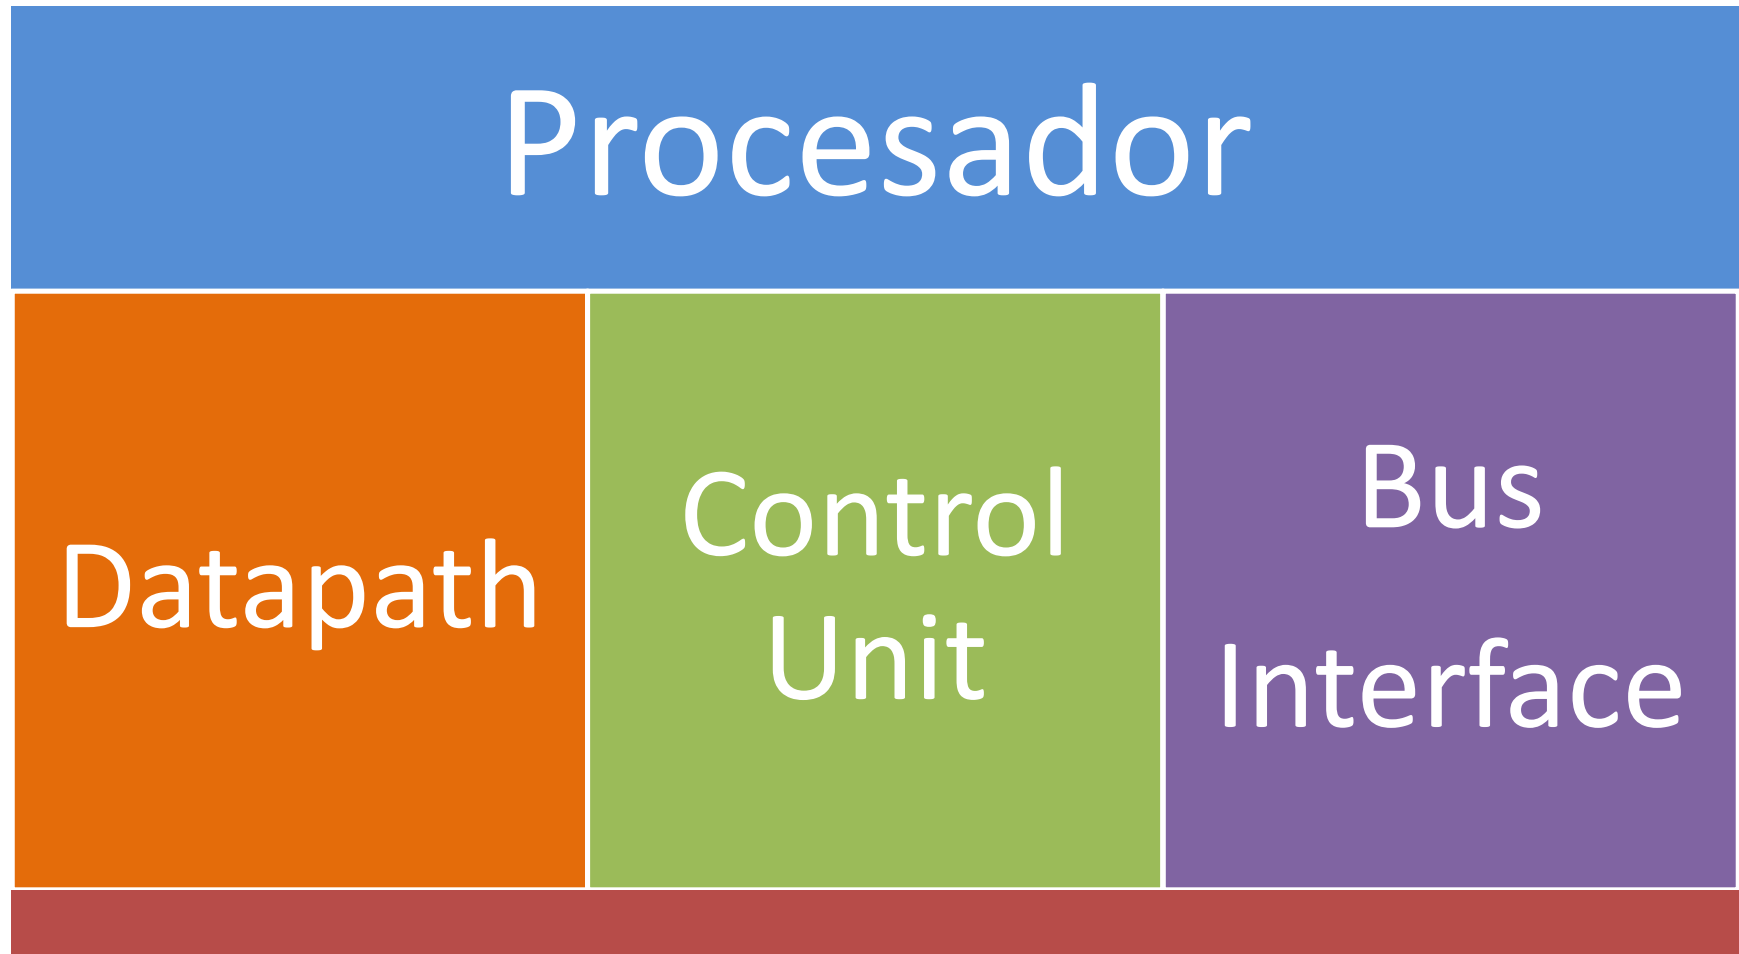 Procesador
Datapath
Control
Unit
Bus
Interface